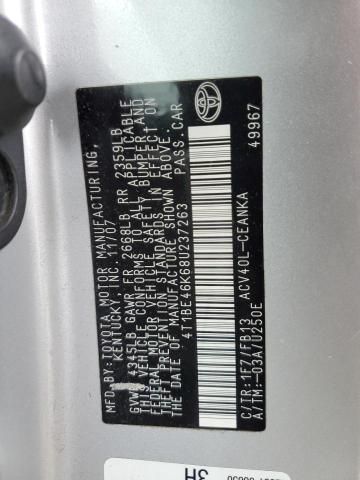 MFD.BY:TOYOTA MOTOR MANUFACTURING,
KENTUCKY, INC. 11/07
GVWR 4345LB GAWR FR 2668LB RR 2359LB
THIS VEHICLE CONFORMS TO ALL APPLICABLE
FEDERAL MOTOR VEHICLE SAFETY, BUMPER, AND
THEFT PREVENTION STANDARDS IN EFFECT ON
THE DATE OF MANUFACTURE SHOWN ABOVE.
4T1BE46K68U237263 PASS.CAR
C/TR:1F7/FB13 ACV40L-CEANKA
A/TM:-03A/U250E 49967
TOYOTA
3H